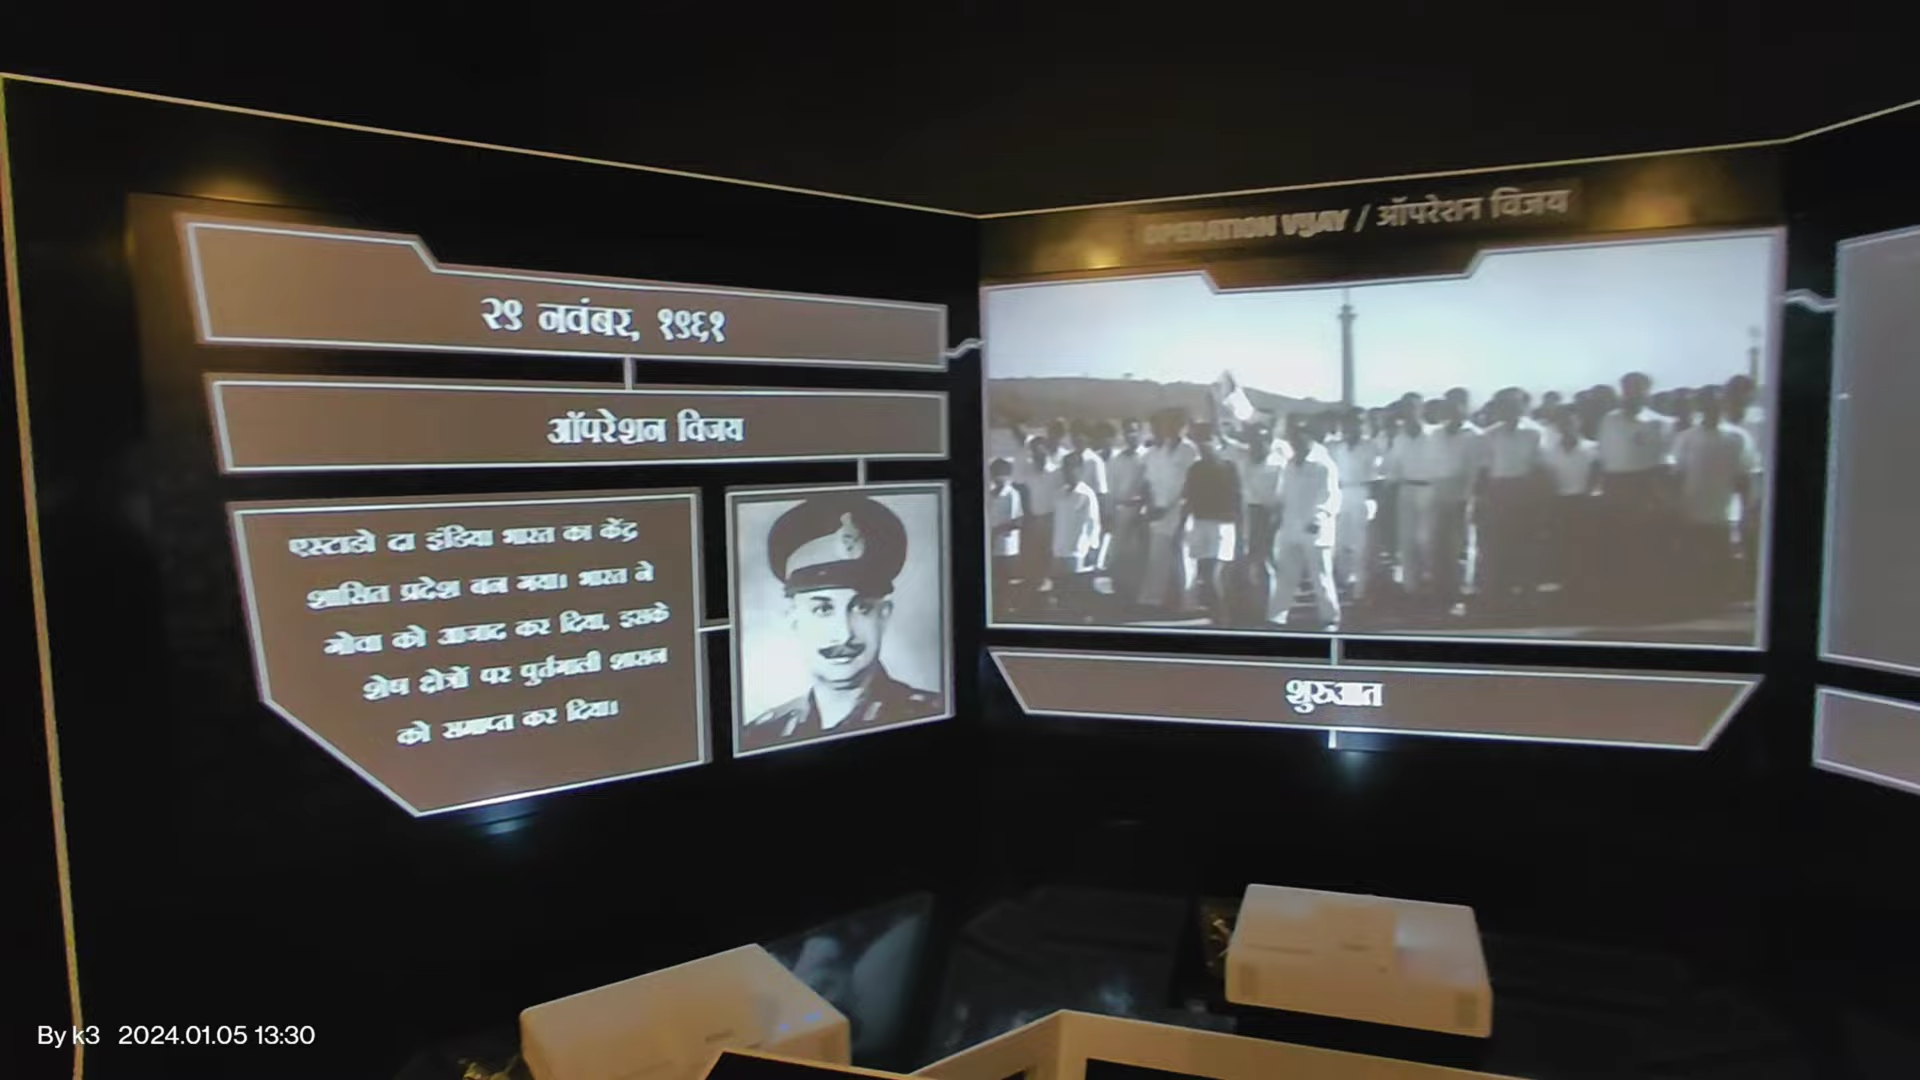 २९ नवंबर, १९६१
ऑपरेशन विजय
एस्टाडो दा इंडिया भारत का केंद्र
शासित प्रदेश बन गया। भारत ने
गोवा को आजाद कर दिया, इसके
शेष क्षेत्रों पर पुर्तगाली शासन
को समाप्त कर दिया।
OPERATION VIJAY / ऑपरेशन विजय
शुरुआत
By k3 2024.01.05 13:30